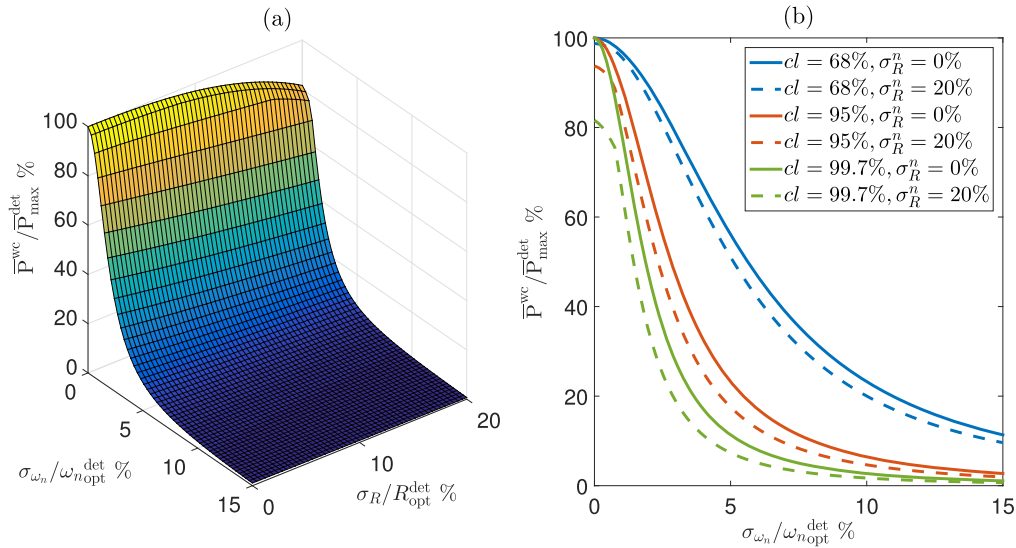 (a)
100
80
60
40
20
0
P̅^wc/P̅^det_max %
0
5
10
15
σ_ωn/ω_n^det_opt %
0
10
20
σ_R/R^det_opt %
(b)
100
80
60
40
20
0
P̅^wc/P̅^det_max %
cl = 68%, σ^n_R = 0%
cl = 68%, σ^n_R = 20%
cl = 95%, σ^n_R = 0%
cl = 95%, σ^n_R = 20%
cl = 99.7%, σ^n_R = 0%
cl = 99.7%, σ^n_R = 20%
0
5
10
15
σ_ωn/ω_n^det_opt %